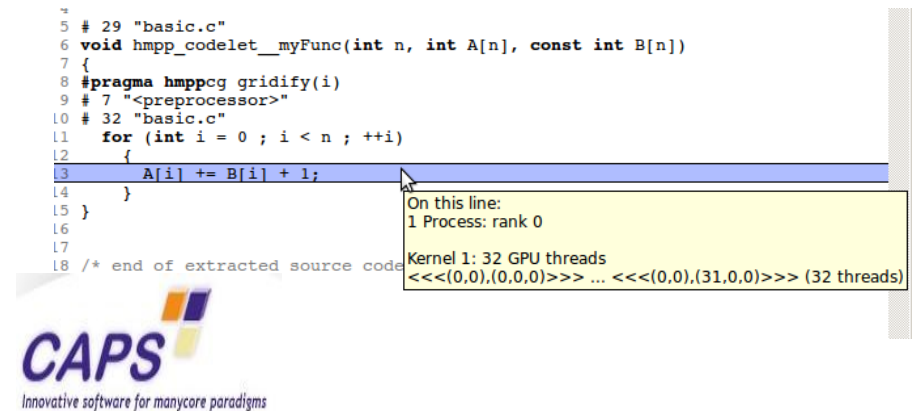 5 # 29 "basic.c"
6 void hmpp_codelet__myFunc(int n, int A[n], const int B[n])
7 {
8 #pragma hmppcg gridify(i)
9 # 7 "<preprocessor>"
10 # 32 "basic.c"
11 for (int i = 0 ; i < n ; ++i)
12 {
13 A[i] += B[i] + 1;
14 }
15 }
16
17
18 /* end of extracted source code
On this line:
1 Process: rank 0
Kernel 1: 32 GPU threads
<<<(0,0),(0,0,0)>>> ... <<<(0,0),(31,0,0)>>> (32 threads)
CAPS
Innovative software for manycore paradigms